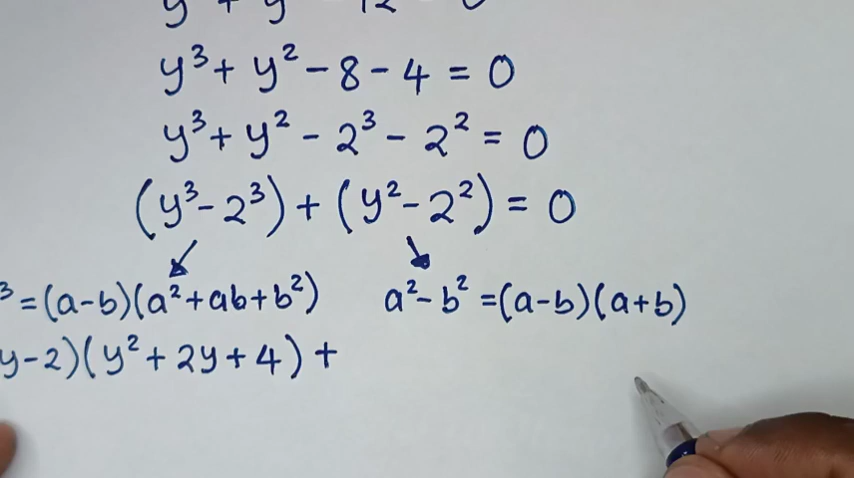 y³ + y² - 8 - 4 = 0
y³ + y² - 2³ - 2² = 0
(y³ - 2³) + (y² - 2²) = 0
³ = (a-b)(a² + ab + b²) a² - b² = (a-b)(a+b)
y-2)(y² + 2y + 4) +